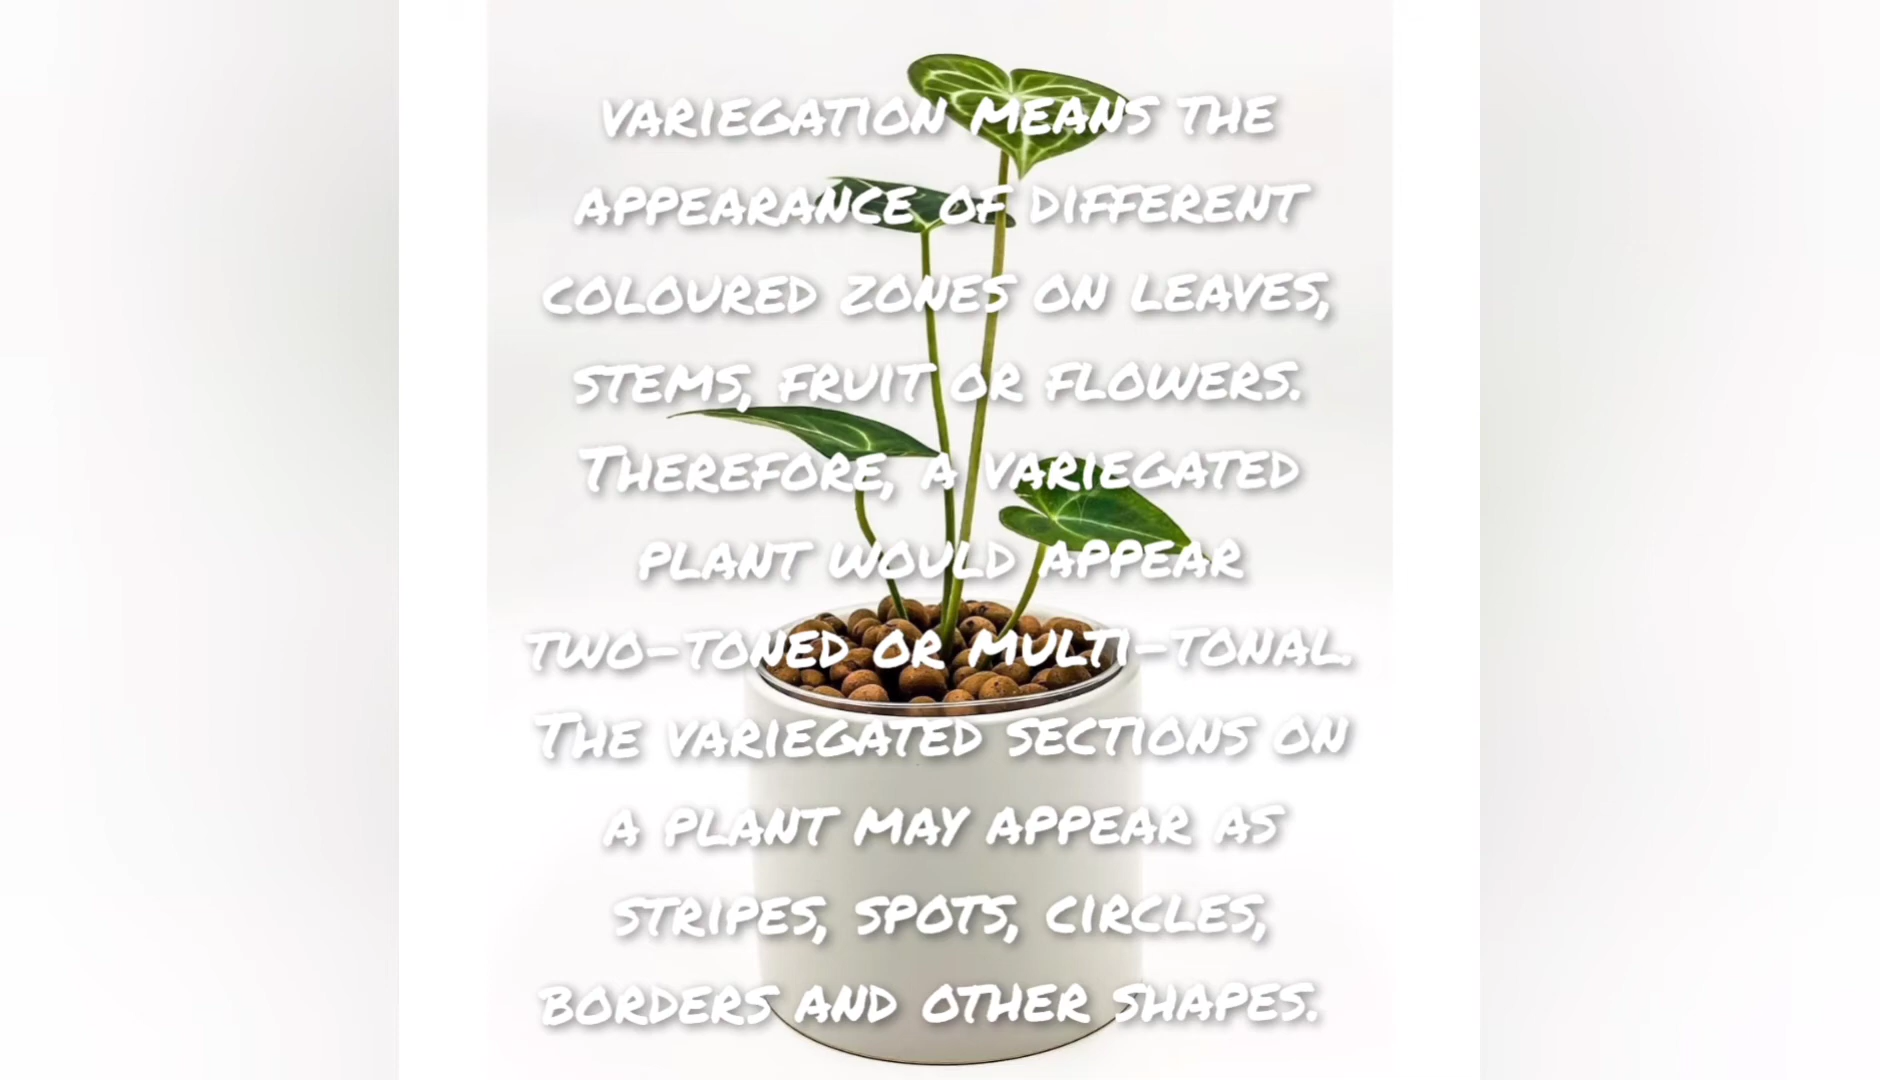 VARIEGATION MEANS THE
APPEARANCE OF DIFFERENT
COLOURED ZONES ON LEAVES,
STEMS, FRUIT OR FLOWERS.
THEREFORE, A VARIEGATED
PLANT WOULD APPEAR
TWO-TONED OR MULTI-TONAL.
THE VARIEGATED SECTIONS ON
A PLANT MAY APPEAR AS
STRIPES, SPOTS, CIRCLES,
BORDERS AND OTHER SHAPES.